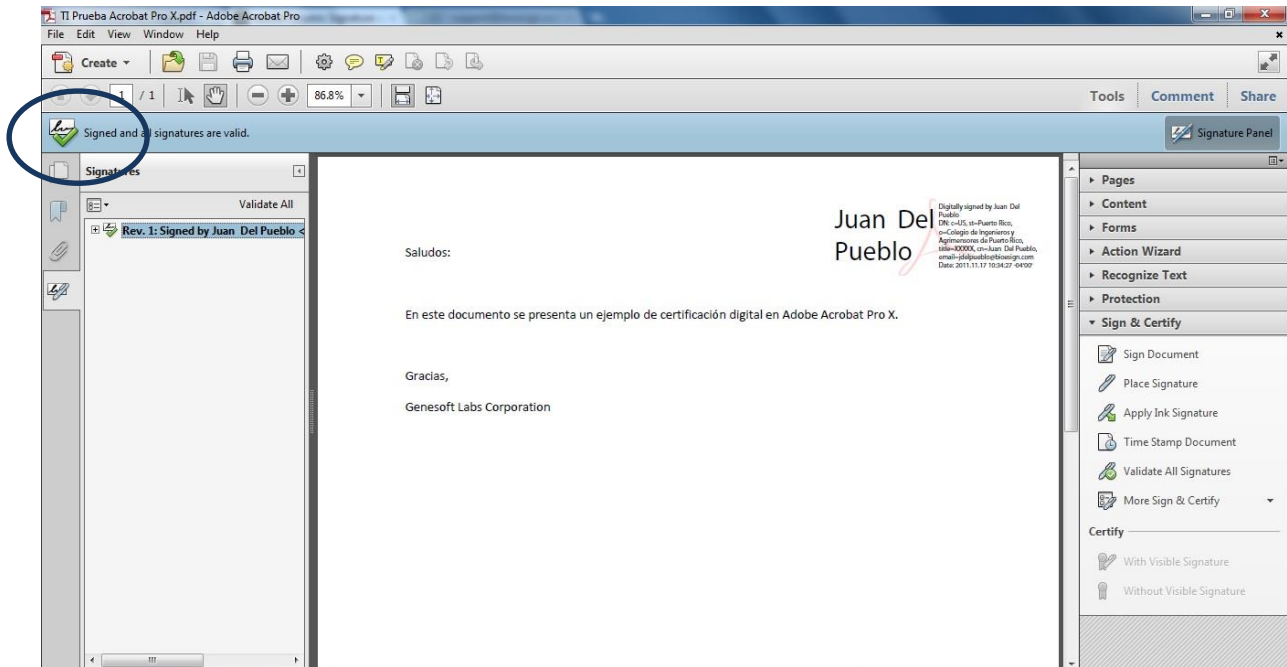 TI Prueba Acrobat Pro X.pdf - Adobe Acrobat Pro
File Edit View Window Help
Create
1 / 1 86.8% Tools Comment Share
Signed and all signatures are valid. Signature Panel
Signatures
Validate All
Rev. 1: Signed by Juan Del Pueblo <
Juan Del
Pueblo
Digitally signed by Juan Del
Pueblo
DN: c=US, st=Puerto Rico,
o=Colegio de Ingenieros y
Agrimensores de Puerto Rico,
title=XXXXX, cn=Juan Del Pueblo,
email=jdelpueblo@bioesign.com
Date: 2011.11.17 10:34:27 -04'00'
Saludos:
En este documento se presenta un ejemplo de certificación digital en Adobe Acrobat Pro X.
Gracias,
Genesoft Labs Corporation
Pages
Content
Forms
Action Wizard
Recognize Text
Protection
Sign & Certify
Sign Document
Place Signature
Apply Ink Signature
Time Stamp Document
Validate All Signatures
More Sign & Certify
Certify
With Visible Signature
Without Visible Signature